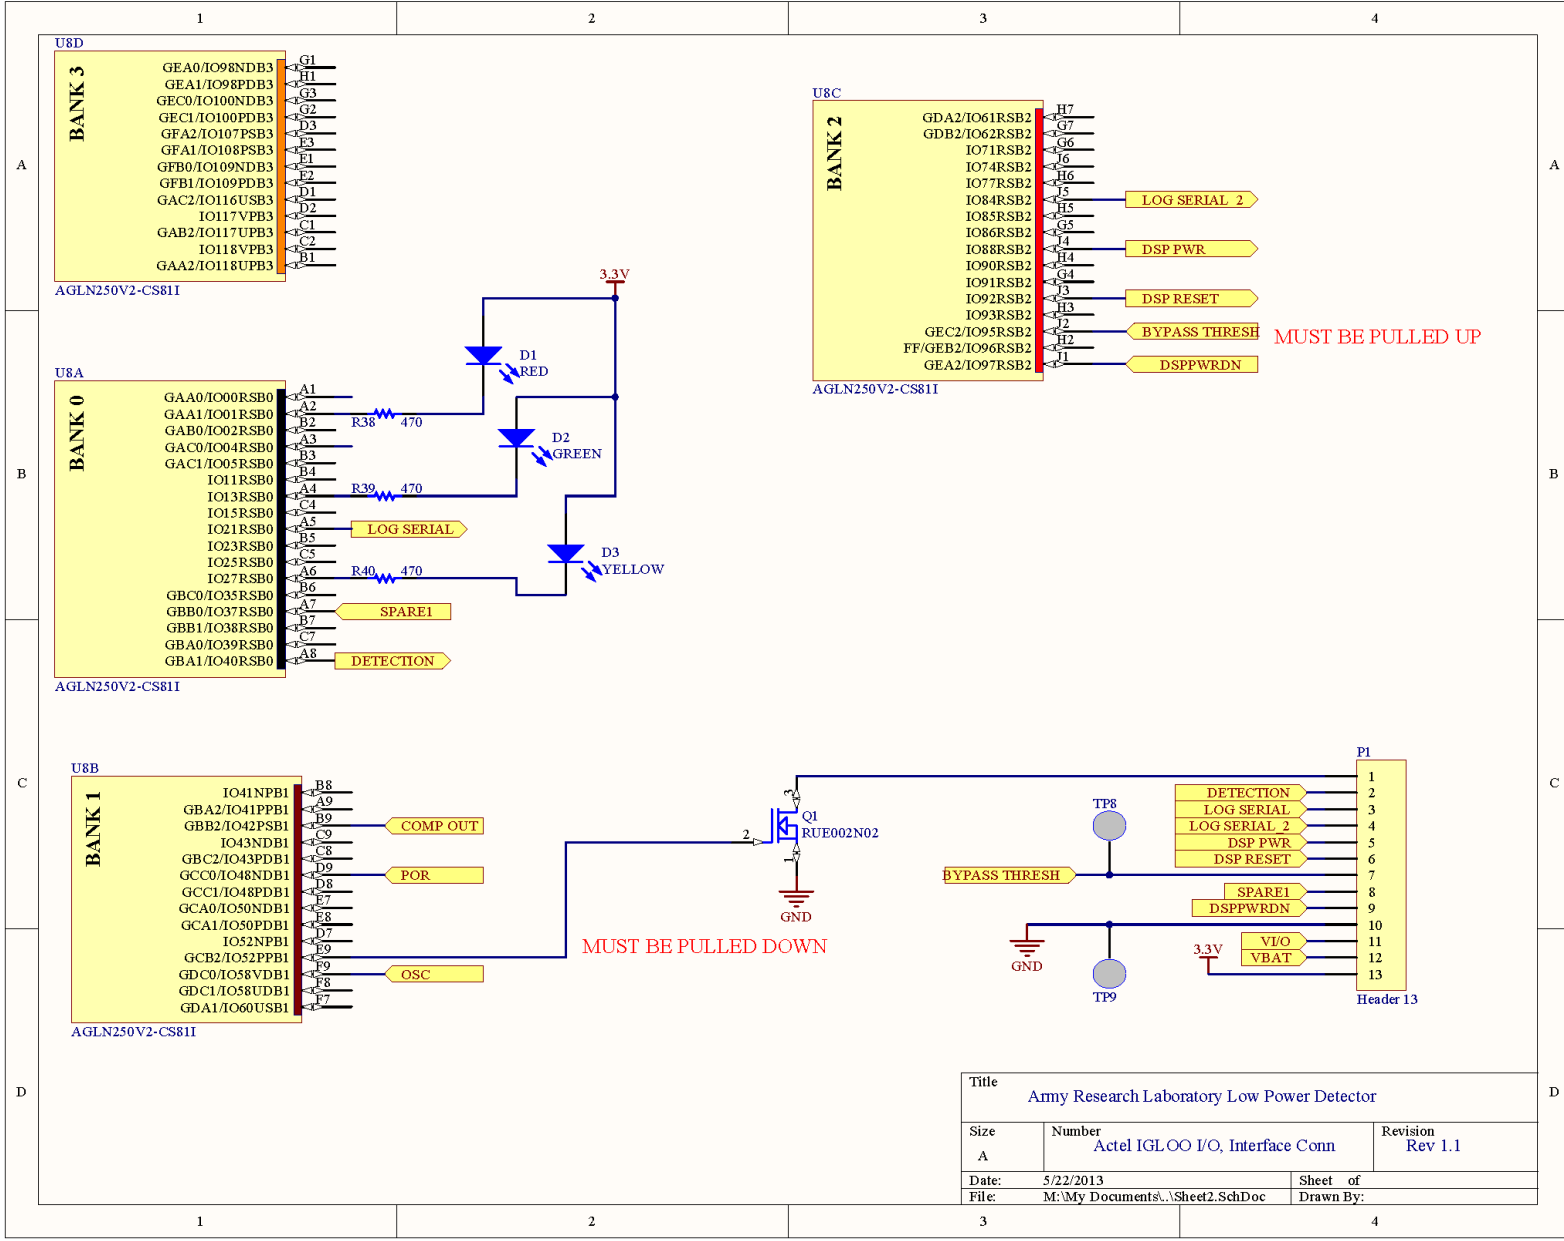 1 2 3 4
A
B
C
D
U8D
BANK 3
GEA0/IO98NDB3 G1
GEA1/IO98PDB3 H1
GEC0/IO100NDB3 G3
GEC1/IO100PDB3 G2
GFA2/IO107PSB3 D3
GFA1/IO108PSB3 E3
GFB0/IO109NDB3 E1
GFB1/IO109PDB3 E2
GAC2/IO116USB3 D1
IO117VPB3 D2
GAB2/IO117UPB3 C1
IO118VPB3 C2
GAA2/IO118UPB3 B1
AGLN250V2-CS81I
U8C
BANK 2
GDA2/IO61RSB2 H7
GDB2/IO62RSB2 G7
IO71RSB2 G6
IO74RSB2 J6
IO77RSB2 H6
IO84RSB2 J5 LOG SERIAL_2
IO85RSB2 H5
IO86RSB2 G5
IO88RSB2 J4 DSP PWR
IO90RSB2 H4
IO91RSB2 G4
IO92RSB2 J3 DSP RESET
IO93RSB2 H3
GEC2/IO95RSB2 J2 BYPASS THRESH
FF/GEB2/IO96RSB2 H2
GEA2/IO97RSB2 J1 DSPPWRDN
AGLN250V2-CS81I
MUST BE PULLED UP
3.3V
D1
RED
D2
GREEN
D3
YELLOW
U8A
BANK 0
GAA0/IO00RSB0 A1
GAA1/IO01RSB0 A2 R38 470
GAB0/IO02RSB0 B2
GAC0/IO04RSB0 A3
GAC1/IO05RSB0 B3
IO11RSB0 B4
IO13RSB0 A4 R39 470
IO15RSB0 C4
IO21RSB0 A5 LOG SERIAL
IO23RSB0 B5
IO25RSB0 C5
IO27RSB0 A6 R40 470
GBC0/IO35RSB0 B6
GBB0/IO37RSB0 A7 SPARE1
GBB1/IO38RSB0 B7
GBA0/IO39RSB0 C7
GBA1/IO40RSB0 A8 DETECTION
AGLN250V2-CS81I
U8B
BANK 1
IO41NPB1 B8
GBA2/IO41PPB1 A9
GBB2/IO42PSB1 B9 COMP OUT
IO43NDB1 C9
GBC2/IO43PDB1 C8
GCC0/IO48NDB1 D9 POR
GCC1/IO48PDB1 D8
GCA0/IO50NDB1 E7
GCA1/IO50PDB1 E8
IO52NPB1 D7
GCB2/IO52PPB1 E9
GDC0/IO58VDB1 F9 OSC
GDC1/IO58UDB1 F8
GDA1/IO60USB1 F7
AGLN250V2-CS81I
3
2
1
Q1
RUE002N02
GND
MUST BE PULLED DOWN
P1
1
DETECTION 2
LOG SERIAL 3
LOG SERIAL_2 4
DSP PWR 5
DSP RESET 6
TP8
BYPASS THRESH 7
SPARE1 8
DSPPWRDN 9
10
VI/O 11
VBAT 12
3.3V 13
GND
TP9
Header 13
Title
Army Research Laboratory Low Power Detector
Size
A
Number
Actel IGLOO I/O, Interface Conn
Revision
Rev 1.1
Date: 5/22/2013 Sheet of
File: M:\My Documents\..\Sheet2.SchDoc Drawn By:
A
B
C
D
1 2 3 4